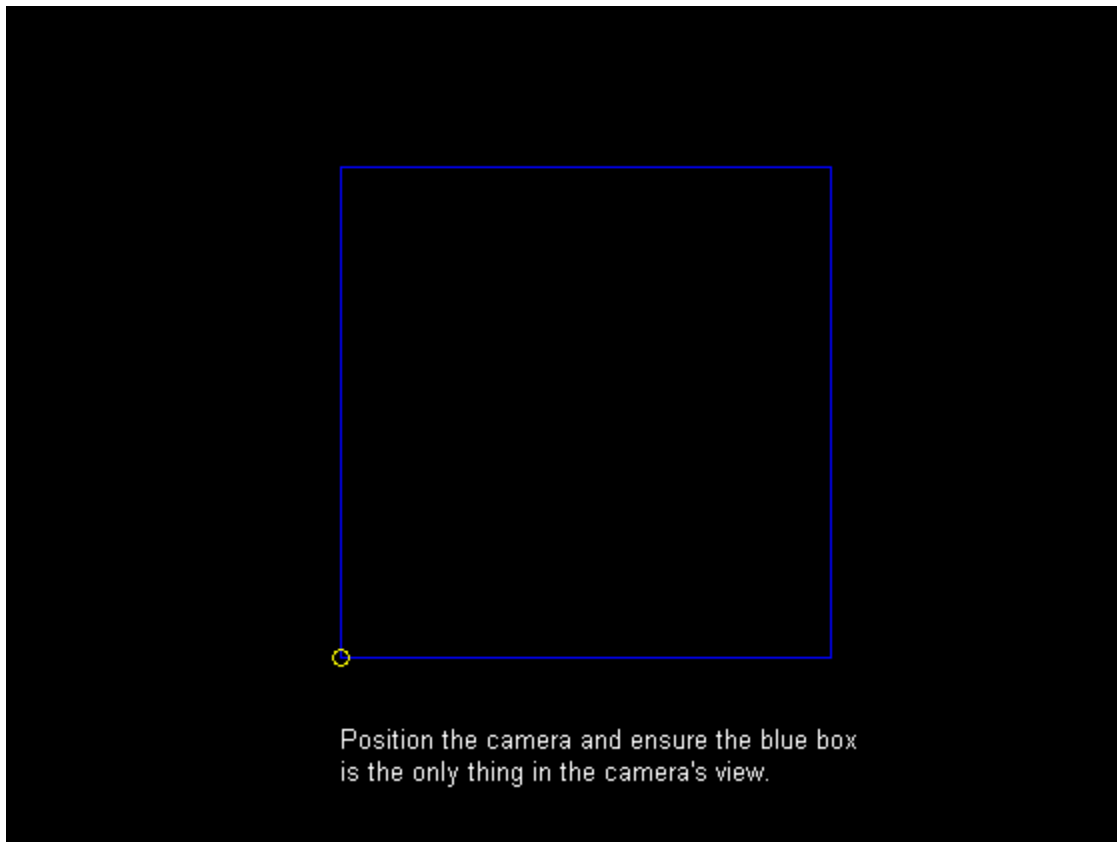 Position the camera and ensure the blue box
is the only thing in the camera's view.